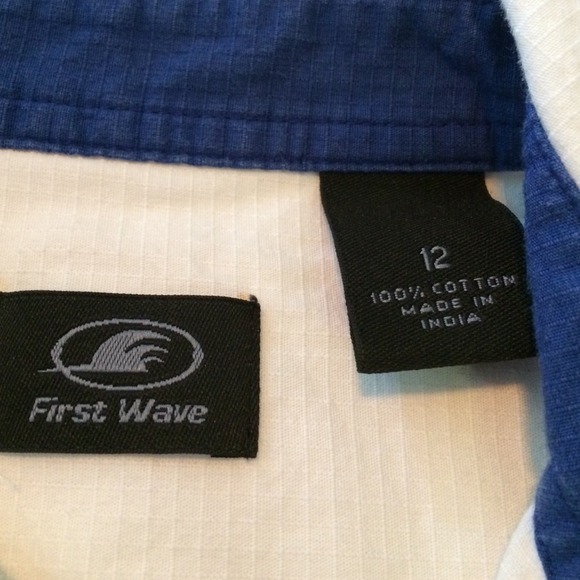 12
100% COTTON
MADE IN
INDIA
First Wave